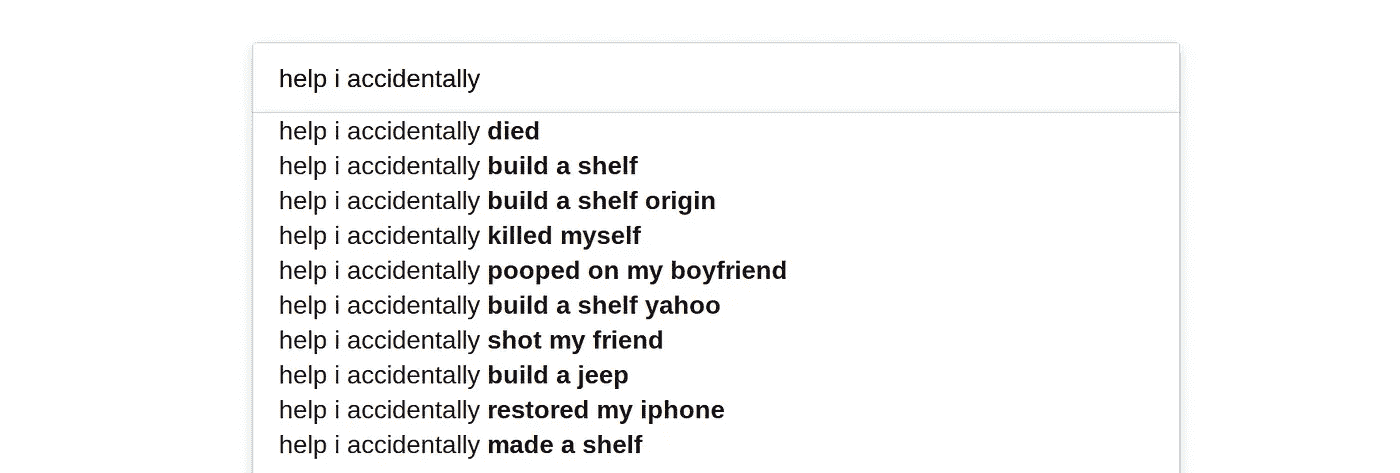 help i accidentally
help i accidentally died
help i accidentally build a shelf
help i accidentally build a shelf origin
help i accidentally killed myself
help i accidentally pooped on my boyfriend
help i accidentally build a shelf yahoo
help i accidentally shot my friend
help i accidentally build a jeep
help i accidentally restored my iphone
help i accidentally made a shelf